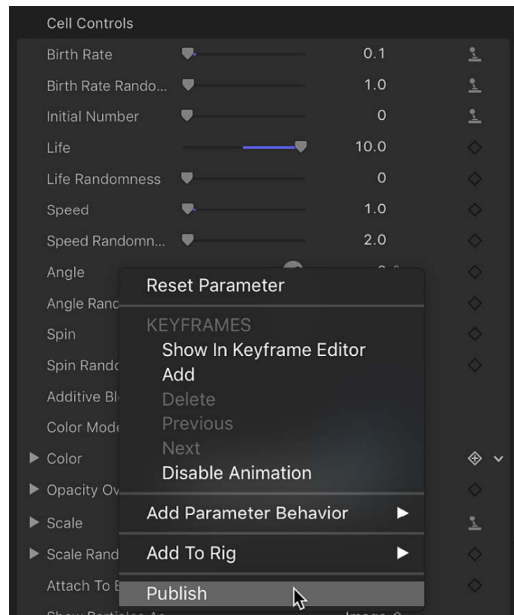 Cell Controls
Birth Rate 0.1
Birth Rate Rando... 1.0
Initial Number 0
Life 10.0
Life Randomness 0
Speed 1.0
Speed Randomn... 2.0
Angle
Angle Rand
Reset Parameter
KEYFRAMES
Spin
Show In Keyframe Editor
Spin Rando
Add
Additive Bl
Delete
Color Mode
Previous
Next
Color
Disable Animation
Opacity Ov
Add Parameter Behavior
Scale
Scale Rand
Add To Rig
Attach To E
Publish